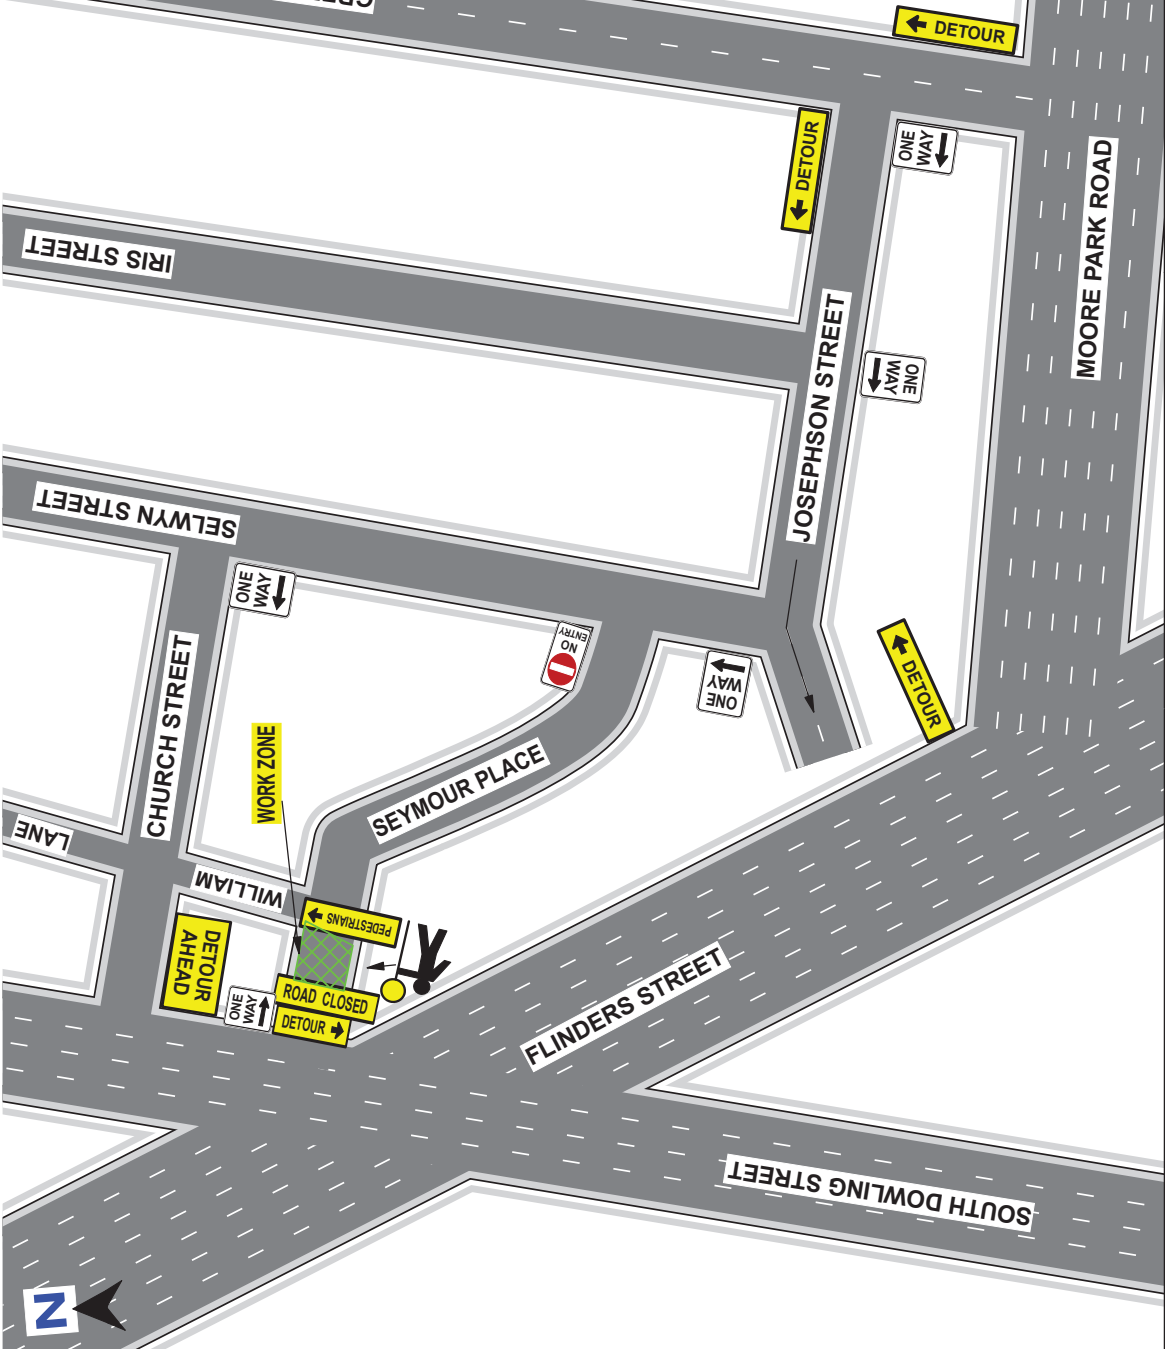 DETOUR
DETOUR
ONE
WAY
MOORE PARK ROAD
IRIS STREET
JOSEPHSON STREET
ONE
WAY
SELWYN STREET
ONE
WAY
NO
ENTRY
CHURCH STREET
ONE
WAY
DETOUR
WORK ZONE
SEYMOUR PLACE
LANE
WILLIAM
PEDESTRIANS
DETOUR
AHEAD
ONE
WAY
ROAD CLOSED
DETOUR
FLINDERS STREET
SOUTH DOWLING STREET
N